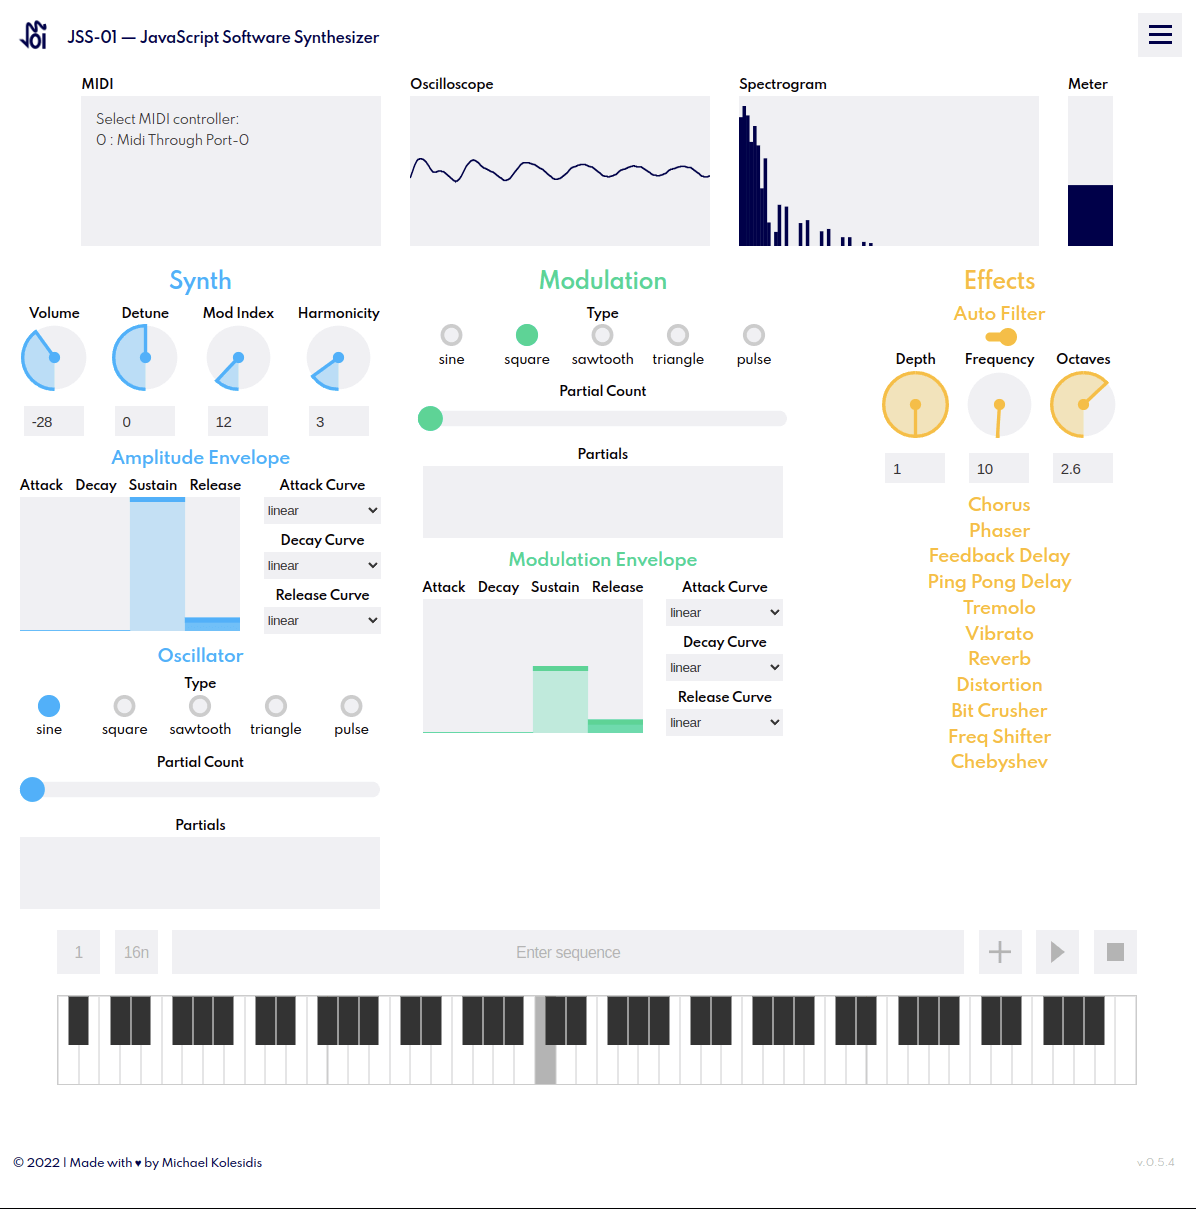 JSS-01 — JavaScript Software Synthesizer
MIDI
Oscilloscope
Spectrogram
Meter
Select MIDI controller:
0 : Midi Through Port-0
Synth
Volume Detune Mod Index Harmonicity
-28 0 12 3
Amplitude Envelope
Attack Decay Sustain Release
Attack Curve
linear
Decay Curve
linear
Release Curve
linear
Oscillator
Type
sine square sawtooth triangle pulse
Partial Count
Partials
Modulation
Type
sine square sawtooth triangle pulse
Partial Count
Partials
Modulation Envelope
Attack Decay Sustain Release
Attack Curve
linear
Decay Curve
linear
Release Curve
linear
Effects
Auto Filter
Depth Frequency Octaves
1 10 2.6
Chorus
Phaser
Feedback Delay
Ping Pong Delay
Tremolo
Vibrato
Reverb
Distortion
Bit Crusher
Freq Shifter
Chebyshev
1 16n Enter sequence
© 2022 | Made with ♥ by Michael Kolesidis
v.0.5.4